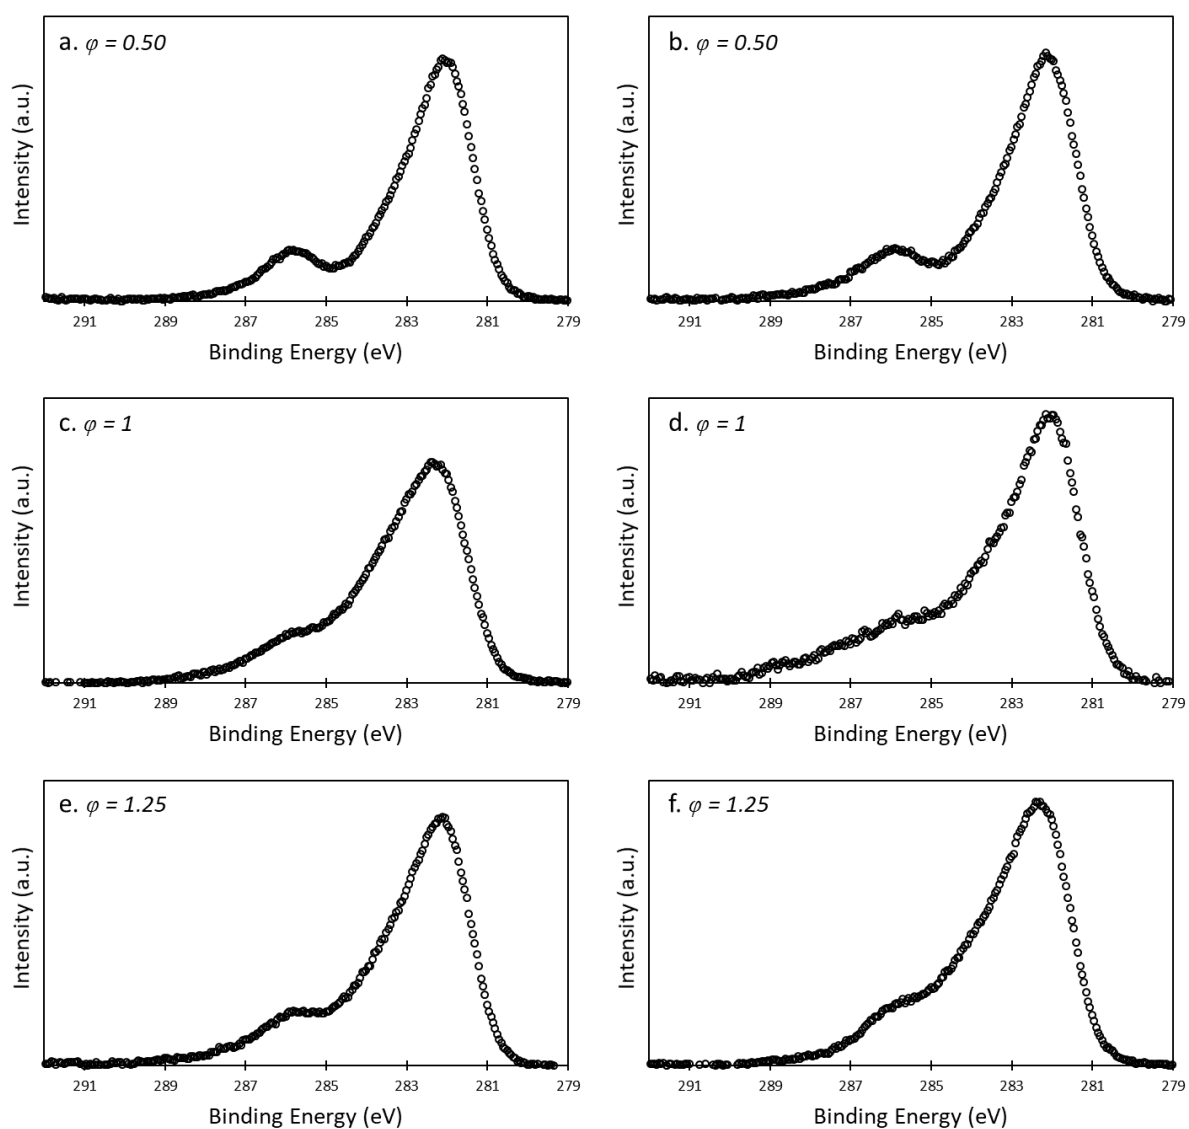 a. φ = 0.50
Intensity (a.u.)
291 289 287 285 283 281 279
Binding Energy (eV)
b. φ = 0.50
Intensity (a.u.)
291 289 287 285 283 281 279
Binding Energy (eV)
c. φ = 1
Intensity (a.u.)
291 289 287 285 283 281 279
Binding Energy (eV)
d. φ = 1
Intensity (a.u.)
291 289 287 285 283 281 279
Binding Energy (eV)
e. φ = 1.25
Intensity (a.u.)
291 289 287 285 283 281 279
Binding Energy (eV)
f. φ = 1.25
Intensity (a.u.)
291 289 287 285 283 281 279
Binding Energy (eV)